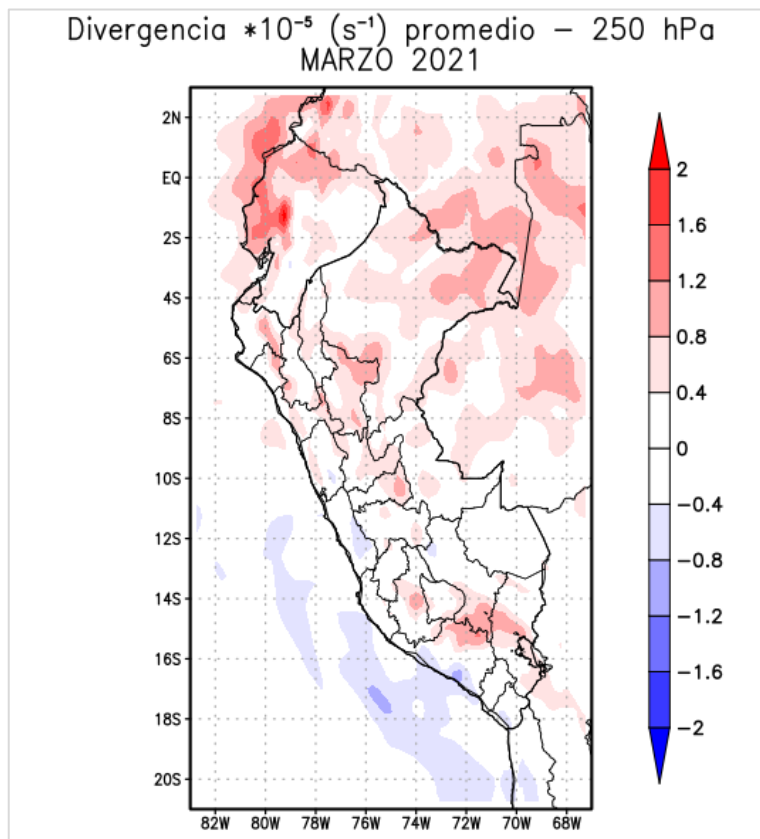 Divergencia *10⁻⁵ (s⁻¹) promedio – 250 hPa
MARZO 2021
2N
EQ
2S
4S
6S
8S
10S
12S
14S
16S
18S
20S
82W 80W 78W 76W 74W 72W 70W 68W
2
1.6
1.2
0.8
0.4
0
−0.4
−0.8
−1.2
−1.6
−2